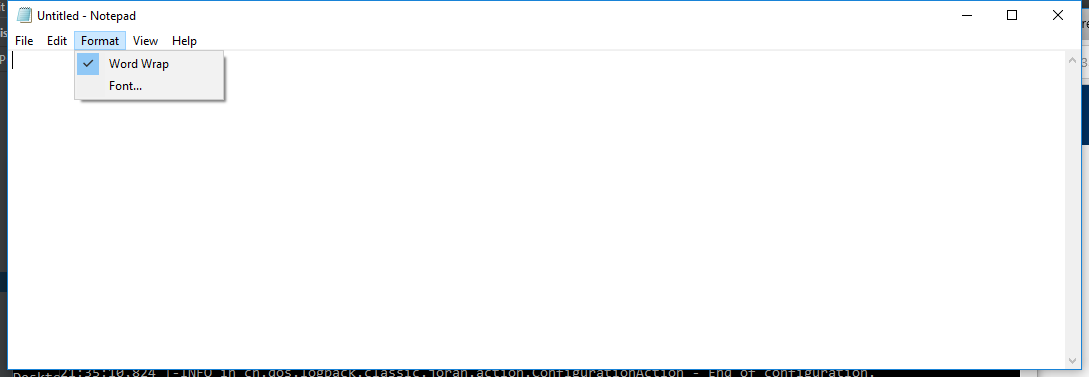 Untitled - Notepad
File Edit Format View Help
Word Wrap
Font...
21:35:10,824 |-INFO in ch.qos.logback.classic.joran.action.ConfigurationAction - End of configuration.